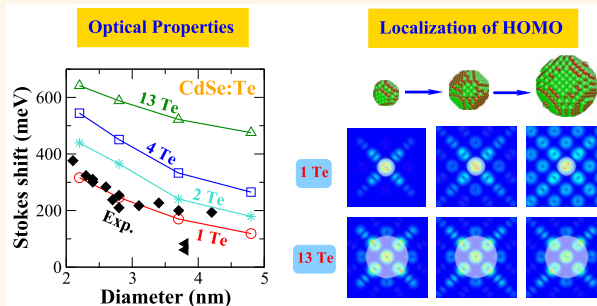 Optical Properties
Localization of HOMO
CdSe:Te
600
400
200
0
Stokes shift (meV)
13 Te
4 Te
2 Te
1 Te
Exp.
2
3
4
5
Diameter (nm)
1 Te
13 Te